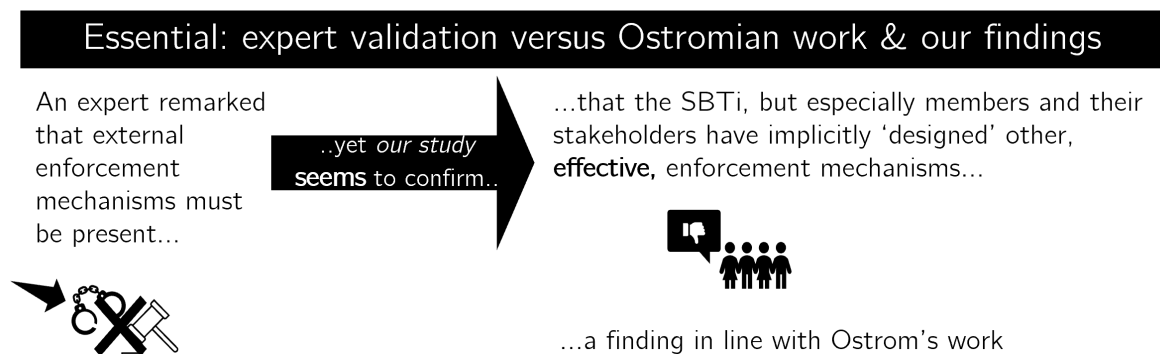 Essential: expert validation versus Ostromian work & our findings
An expert remarked
that external
enforcement
mechanisms must
be present...
..yet our study
seems to confirm..
...that the SBTi, but especially members and their
stakeholders have implicitly ‘designed’ other,
effective, enforcement mechanisms...
...a finding in line with Ostrom's work